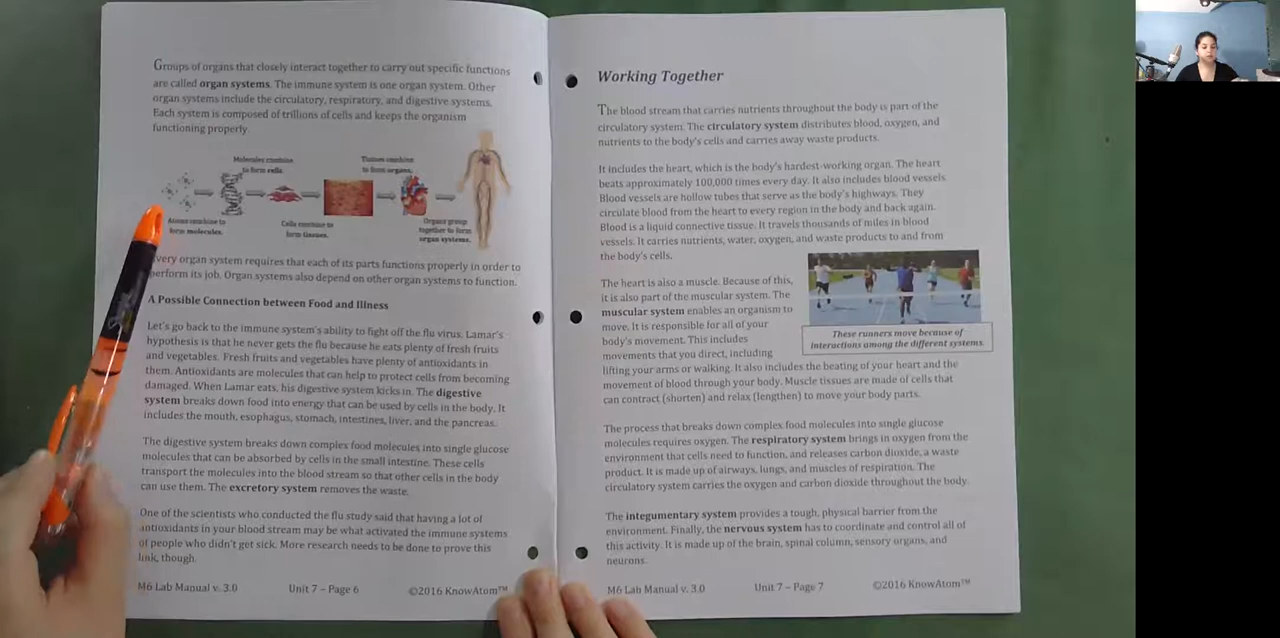 Groups of organs that closely interact together to carry out specific functions
are called organ systems. The immune system is one organ system. Other
organ systems include the circulatory, respiratory, and digestive systems.
Each system is composed of trillions of cells and keeps the organism
functioning properly.
Molecules combine
to form cells.
Tissues combine
to form organs.
Atoms combine to
form molecules.
Cells combine to
form tissues.
Organs group
together to form
organ systems.
very organ system requires that each of its parts functions properly in order to
perform its job. Organ systems also depend on other organ systems to function.
A Possible Connection between Food and Illness
Let's go back to the immune system's ability to fight off the flu virus. Lamar's
hypothesis is that he never gets the flu because he eats plenty of fresh fruits
and vegetables. Fresh fruits and vegetables have plenty of antioxidants in
them. Antioxidants are molecules that can help to protect cells from becoming
damaged. When Lamar eats, his digestive system kicks in. The digestive
system breaks down food into energy that can be used by cells in the body. It
includes the mouth, esophagus, stomach, intestines, liver, and the pancreas.
The digestive system breaks down complex food molecules into single glucose
molecules that can be absorbed by cells in the small intestine. These cells
transport the molecules into the blood stream so that other cells in the body
can use them. The excretory system removes the waste.
One of the scientists who conducted the flu study said that having a lot of
antioxidants in your blood stream may be what activated the immune systems
of people who didn't get sick. More research needs to be done to prove this
link, though.
M6 Lab Manual v. 3.0 Unit 7 – Page 6 ©2016 KnowAtom™
Working Together
The blood stream that carries nutrients throughout the body is part of the
circulatory system. The circulatory system distributes blood, oxygen, and
nutrients to the body's cells and carries away waste products.
It includes the heart, which is the body's hardest-working organ. The heart
beats approximately 100,000 times every day. It also includes blood vessels.
Blood vessels are hollow tubes that serve as the body's highways. They
circulate blood from the heart to every region in the body and back again.
Blood is a liquid connective tissue. It travels thousands of miles in blood
vessels. It carries nutrients, water, oxygen, and waste products to and from
the body's cells.
The heart is also a muscle. Because of this,
it is also part of the muscular system. The
muscular system enables an organism to
move. It is responsible for all of your
body's movement. This includes
movements that you direct, including
lifting your arms or walking. It also includes the beating of your heart and the
movement of blood through your body. Muscle tissues are made of cells that
can contract (shorten) and relax (lengthen) to move your body parts.
These runners move because of
interactions among the different systems.
The process that breaks down complex food molecules into single glucose
molecules requires oxygen. The respiratory system brings in oxygen from the
environment that cells need to function, and releases carbon dioxide, a waste
product. It is made up of airways, lungs, and muscles of respiration. The
circulatory system carries the oxygen and carbon dioxide throughout the body.
The integumentary system provides a tough, physical barrier from the
environment. Finally, the nervous system has to coordinate and control all of
this activity. It is made up of the brain, spinal column, sensory organs, and
neurons.
M6 Lab Manual v. 3.0 Unit 7 – Page 7 ©2016 KnowAtom™